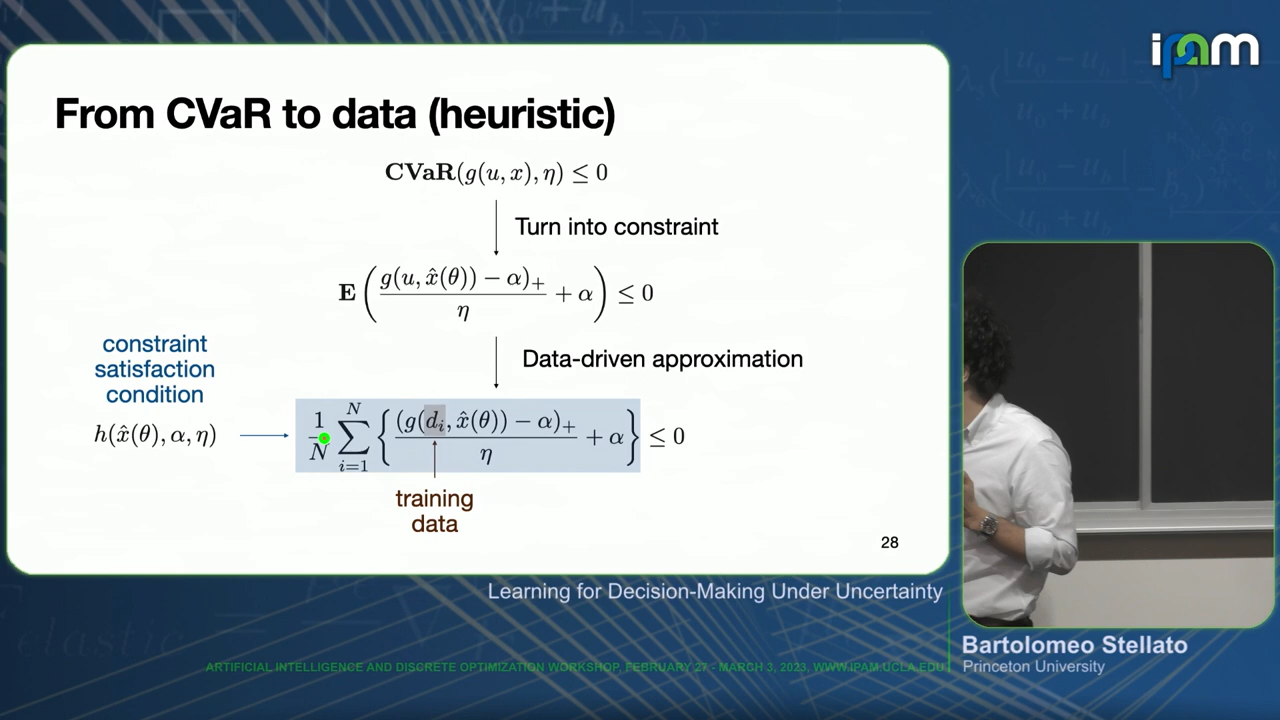 ipam
From CVaR to data (heuristic)
CVaR(g(u, x), η) ≤ 0
Turn into constraint
E ( g(u, x̂(θ)) − α)₊ / η + α ) ≤ 0
Data-driven approximation
constraint
satisfaction
condition
h(x̂(θ), α, η)
1/N ∑_{i=1}^{N} { (g(d_i, x̂(θ)) − α)₊ / η + α } ≤ 0
training
data
28
Learning for Decision-Making Under Uncertainty
Bartolomeo Stellato
Princeton University
ARTIFICIAL INTELLIGENCE AND DISCRETE OPTIMIZATION WORKSHOP, FEBRUARY 27 - MARCH 3, 2023, WWW.IPAM.UCLA.EDU